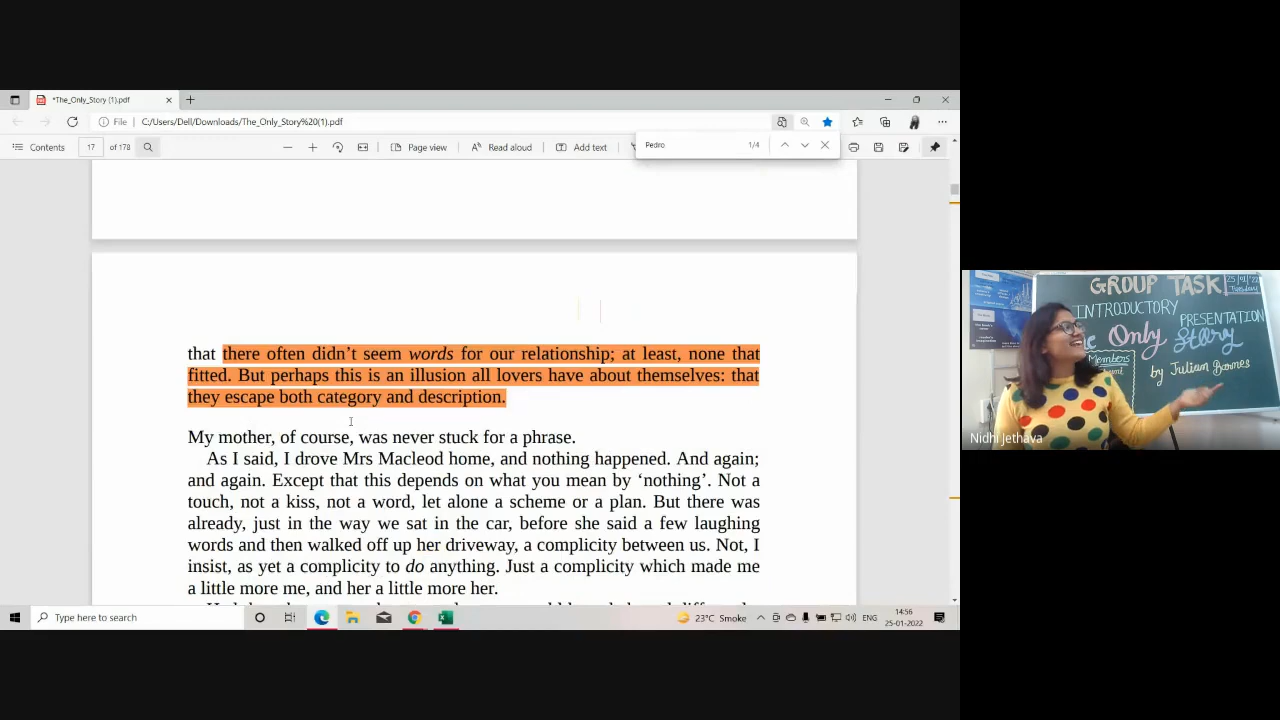 *The_Only_Story (1).pdf
File
C:/Users/Dell/Downloads/The_Only_Story%20(1).pdf
Contents
17
of 178
Page view
Read aloud
Add text
Pedro
1/4
that there often didn't seem words for our relationship; at least, none that
fitted. But perhaps this is an illusion all lovers have about themselves: that
they escape both category and description.
My mother, of course, was never stuck for a phrase.
As I said, I drove Mrs Macleod home, and nothing happened. And again;
and again. Except that this depends on what you mean by ‘nothing’. Not a
touch, not a kiss, not a word, let alone a scheme or a plan. But there was
already, just in the way we sat in the car, before she said a few laughing
words and then walked off up her driveway, a complicity between us. Not, I
insist, as yet a complicity to do anything. Just a complicity which made me
a little more me, and her a little more her.
Type here to search
23°C Smoke
ENG
14:56
25-01-2022
GROUP TASK
Tuesday
INTRODUCTORY
PRESENTATION
Only Story
Members
by Julian Barnes
Nidhi Jethava